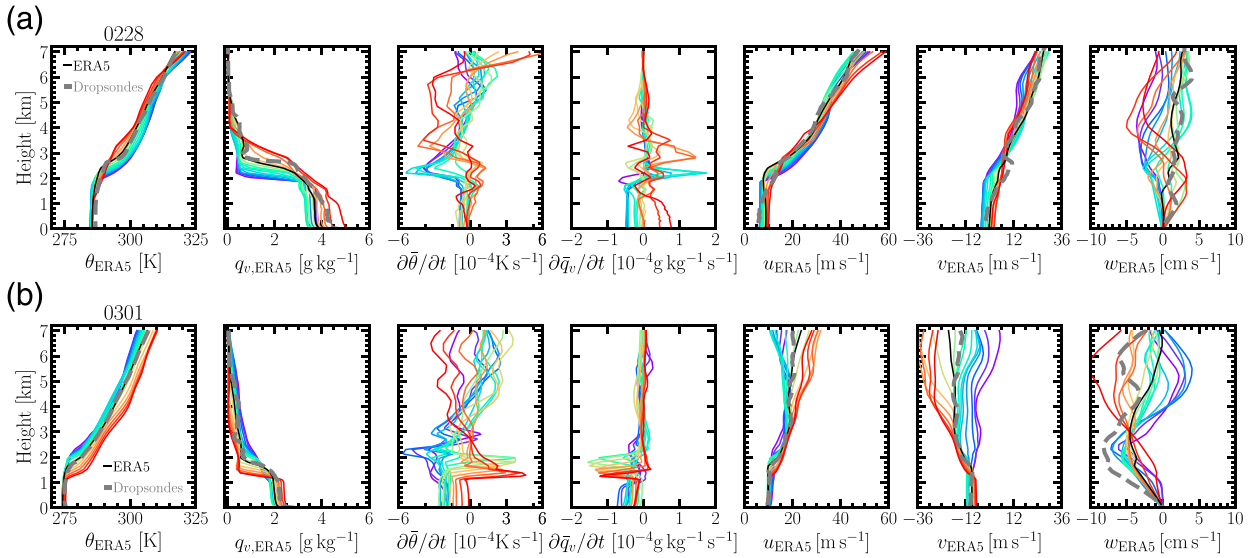 (a)
0228
7
6
5
4
3
2
1
0
Height [km]
ERA5
Dropsondes
275 300 325
0 2 4 6
−6 −3 0 3 6
−2 −1 0 1 2
0 20 40 60
−36 −12 12 36
−10 −5 0 5 10
θERA5 [K]
qv,ERA5 [g kg⁻¹]
∂θ̄/∂t [10⁻⁴K s⁻¹]
∂q̄v/∂t [10⁻⁴g kg⁻¹ s⁻¹]
uERA5 [m s⁻¹]
vERA5 [m s⁻¹]
wERA5 [cm s⁻¹]
(b)
0301
7
6
5
4
3
2
1
0
Height [km]
ERA5
Dropsondes
275 300 325
0 2 4 6
−6 −3 0 3 6
−2 −1 0 1 2
0 20 40 60
−36 −12 12 36
−10 −5 0 5 10
θERA5 [K]
qv,ERA5 [g kg⁻¹]
∂θ̄/∂t [10⁻⁴K s⁻¹]
∂q̄v/∂t [10⁻⁴g kg⁻¹ s⁻¹]
uERA5 [m s⁻¹]
vERA5 [m s⁻¹]
wERA5 [cm s⁻¹]